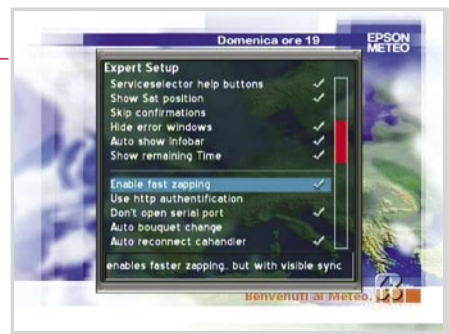 Domenica ore 19
EPSON
METEO
Expert Setup
Serviceselector help buttons
Show Sat position
Skip confirmations
Hide error windows
Auto show Infobar
Show remaining Time
Enable fast zapping
Use http authentification
Don't open serial port
Auto bouquet change
Auto reconnect cahandler
enables faster zapping.. but with visible sync
Benvenuti al Meteo.